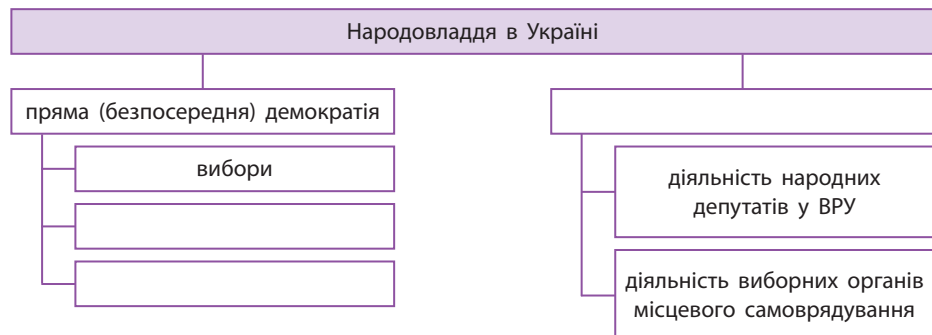 Народовладдя в Україні
пряма (безпосередня) демократія
вибори
діяльність народних
депутатів у ВРУ
діяльність виборних органів
місцевого самоврядування